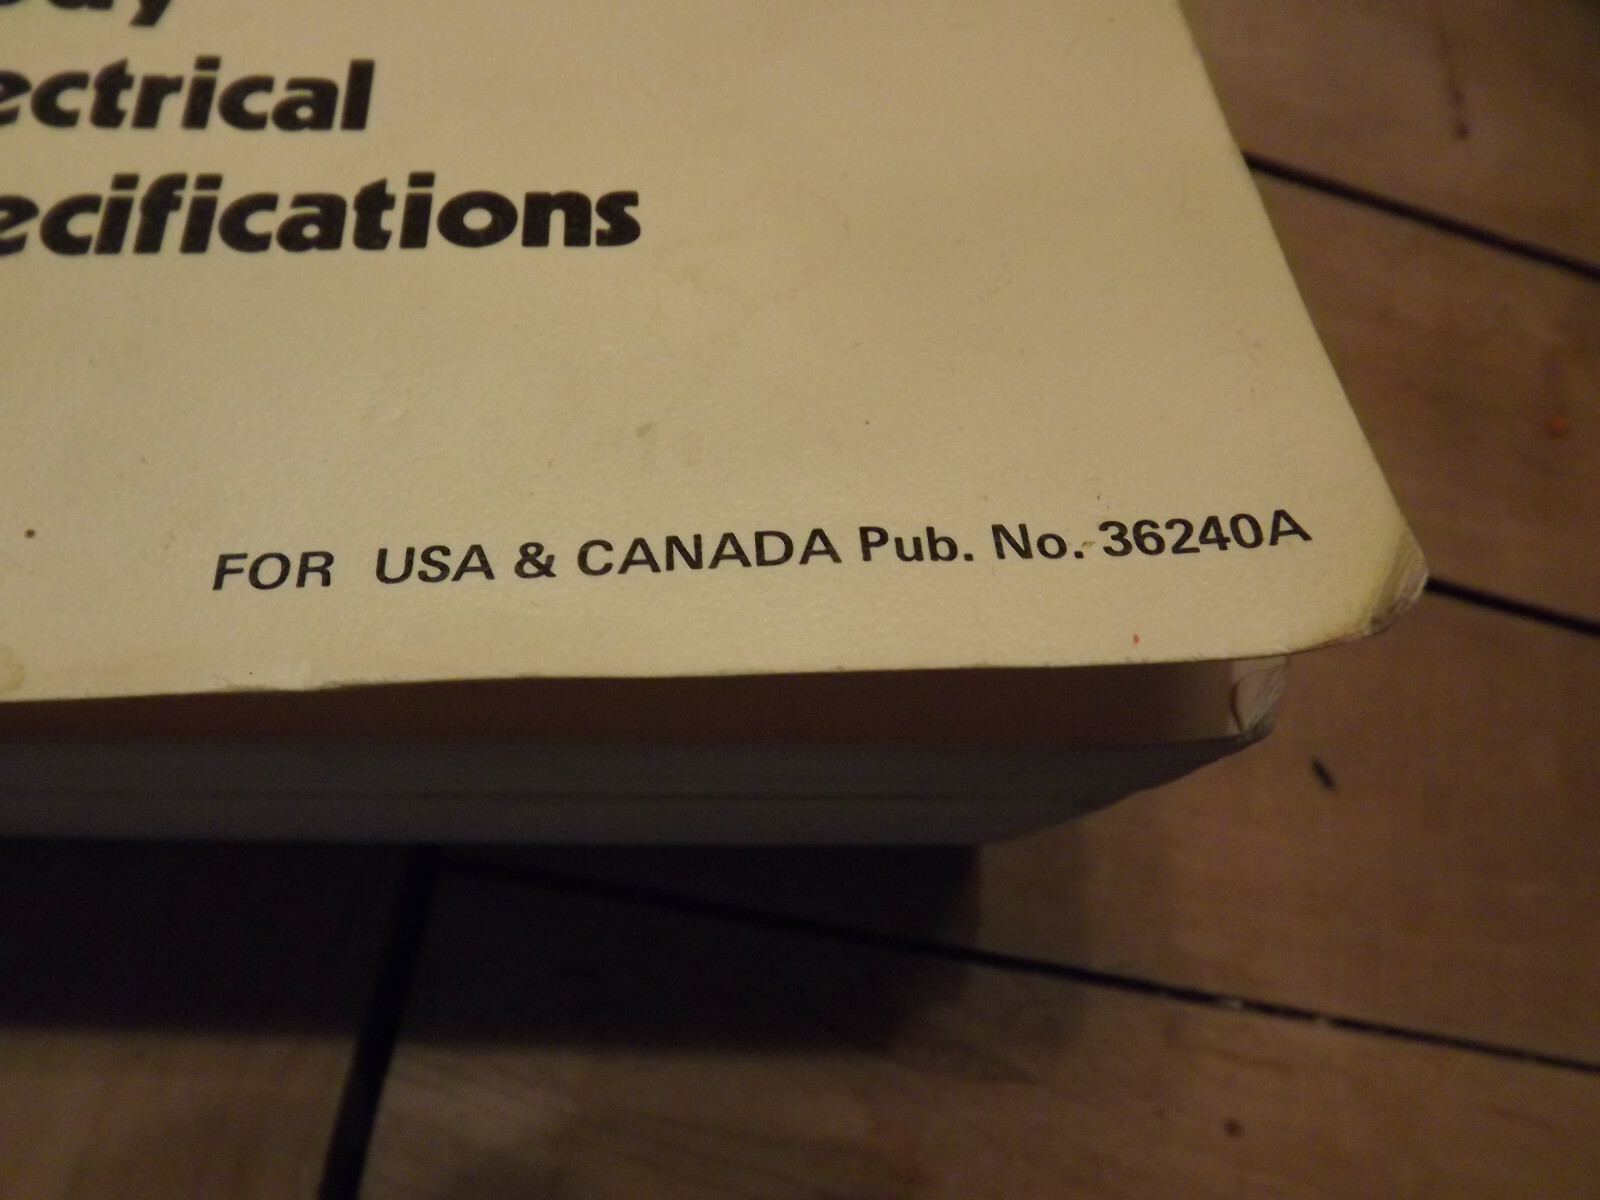 ectrical
ecifications
FOR USA & CANADA Pub. No. 36240A